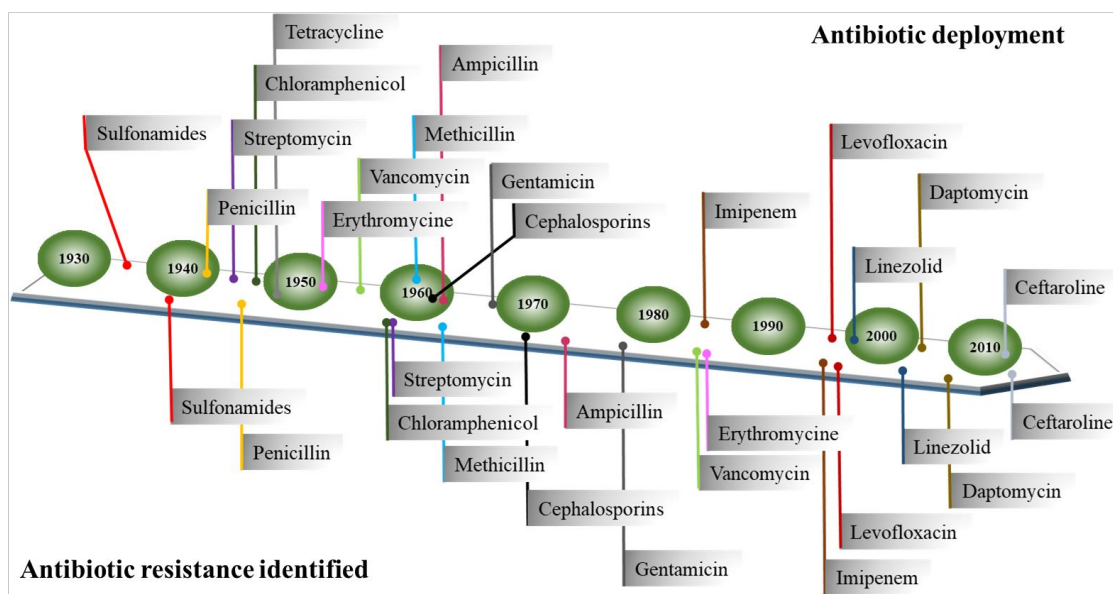 Tetracycline
Antibiotic deployment
Ampicillin
Chloramphenicol
Sulfonamides
Streptomycin
Methicillin
Levofloxacin
Vancomycin
Gentamicin
Daptomycin
Penicillin
Erythromycine
Cephalosporins
Imipenem
Linezolid
Ceftaroline
1930
1940
1950
1960
1970
1980
1990
2000
2010
Streptomycin
Sulfonamides
Chloramphenicol
Ampicillin
Erythromycine
Linezolid
Ceftaroline
Penicillin
Methicillin
Vancomycin
Daptomycin
Cephalosporins
Levofloxacin
Gentamicin
Imipenem
Antibiotic resistance identified